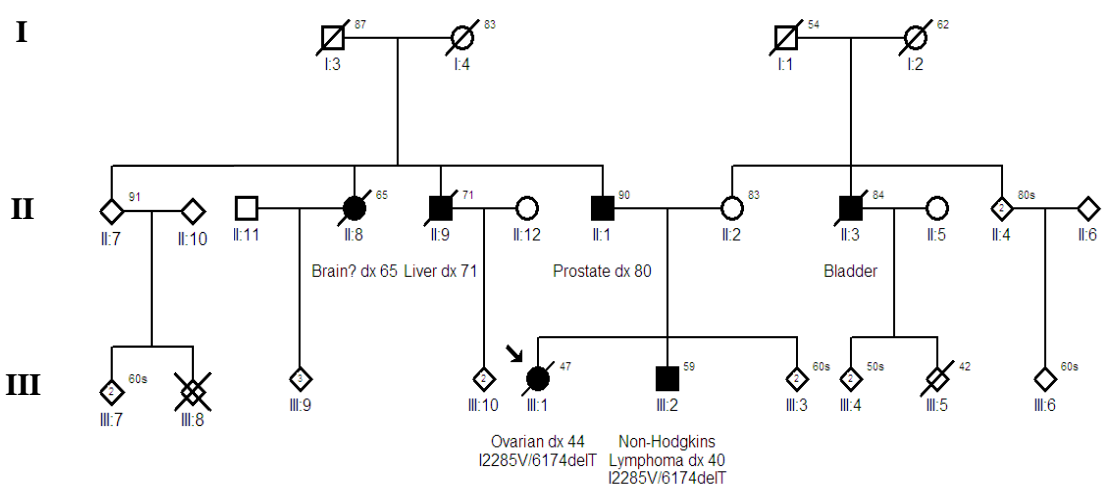 I
87
83
54
62
I:3
I:4
I:1
I:2
II
91
65
71
90
83
84
2
80s
II:7
II:10
II:11
II:8
II:9
II:12
II:1
II:2
II:3
II:5
II:4
II:6
Brain? dx 65
Liver dx 71
Prostate dx 80
Bladder
III
2
60s
3
2
47
59
2
60s
2
50s
42
60s
III:7
III:8
III:9
III:10
III:1
III:2
III:3
III:4
III:5
III:6
Ovarian dx 44
I2285V/6174delT
Non-Hodgkins
Lymphoma dx 40
I2285V/6174delT